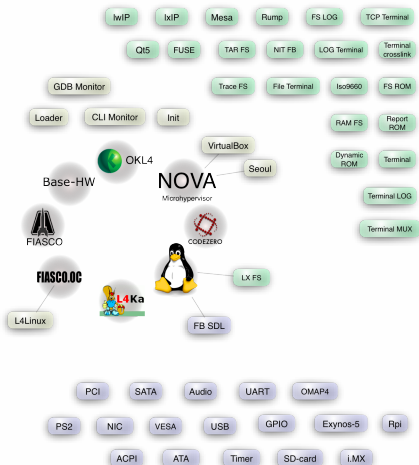 lwIP
lxIP
Mesa
Rump
FS LOG
TCP Terminal
Qt5
FUSE
TAR FS
NIT FB
LOG Terminal
Terminal
crosslink
GDB Monitor
Trace FS
File Terminal
Iso9660
FS ROM
Loader
CLI Monitor
Init
RAM FS
Report
ROM
VirtualBox
OKL4
Seoul
Dynamic
ROM
Terminal
Base-HW
NOVA
Microhypervisor
Terminal LOG
FIASCO
CODEZERO
Terminal MUX
FIASCO.OC
LX FS
L4Ka
L4Linux
FB SDL
PCI
SATA
Audio
UART
OMAP4
PS2
NIC
VESA
USB
GPIO
Exynos-5
Rpi
ACPI
ATA
Timer
SD-card
i.MX